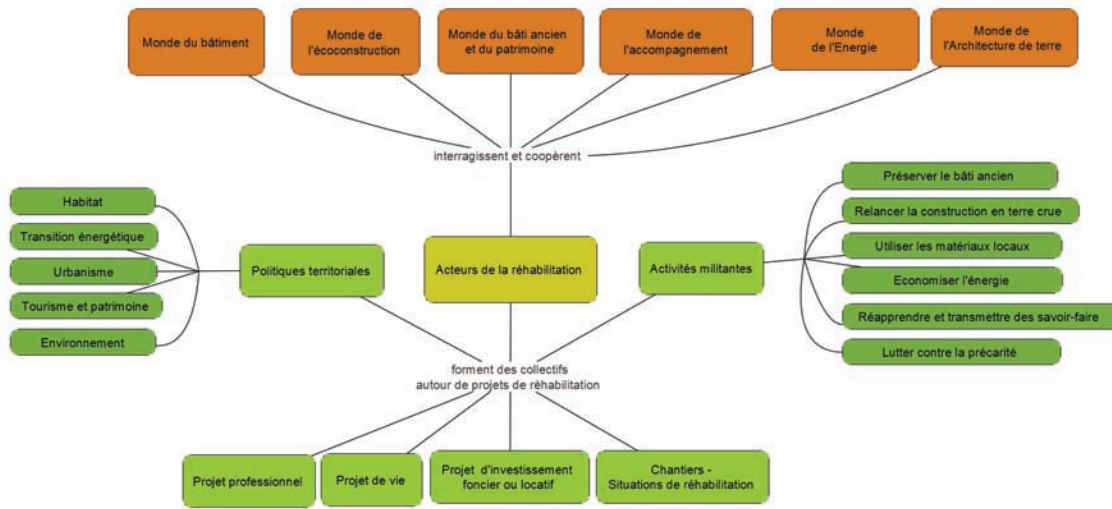 Monde du bâtiment
Monde de
l'écoconstruction
Monde du bâti ancien
et du patrimoine
Monde de
l'accompagnement
Monde
de l'Energie
Monde de
l'Architecture de terre
interragissent et coopèrent
Habitat
Transition énergétique
Urbanisme
Tourisme et patrimoine
Environnement
Politiques territoriales
Acteurs de la réhabilitation
Activités militantes
Préserver le bâti ancien
Relancer la construction en terre crue
Utiliser les matériaux locaux
Economiser l'énergie
Réapprendre et transmettre des savoir-faire
Lutter contre la précarité
forment des collectifs
autour de projets de réhabilitation
Projet professionnel
Projet de vie
Projet d'investissement
foncier ou locatif
Chantiers -
Situations de réhabilitation